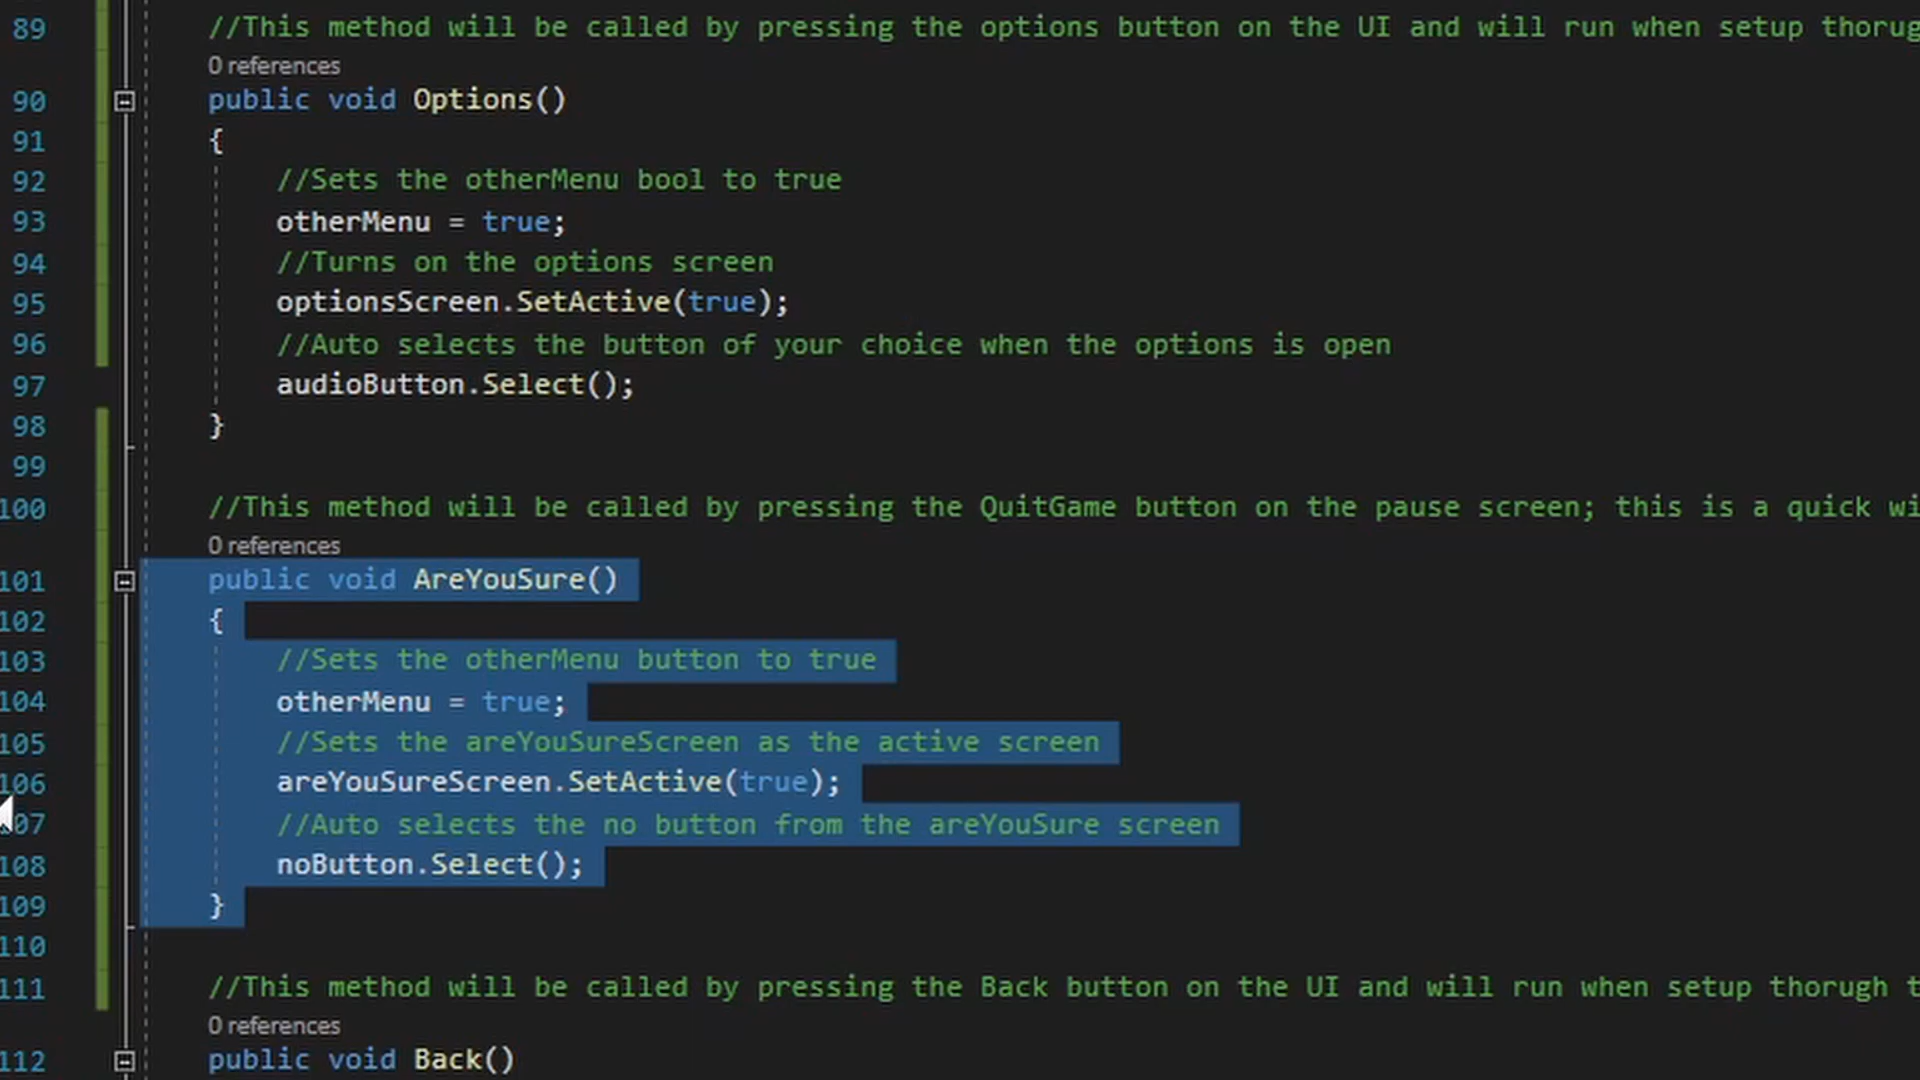 89 //This method will be called by pressing the options button on the UI and will run when setup
0 references
90 public void Options()
91 {
92 //Sets the otherMenu bool to true
93 otherMenu = true;
94 //Turns on the options screen
95 optionsScreen.SetActive(true);
96 //Auto selects the button of your choice when the options is open
97 audioButton.Select();
98 }
99
100 //This method will be called by pressing the QuitGame button on the pause screen; this is a quick
0 references
101 public void AreYouSure()
102 {
103 //Sets the otherMenu button to true
104 otherMenu = true;
105 //Sets the areYouSureScreen as the active screen
106 areYouSureScreen.SetActive(true);
107 //Auto selects the no button from the areYouSure screen
108 noButton.Select();
109 }
110
111 //This method will be called by pressing the Back button on the UI and will run when setup thorugh
0 references
112 public void Back()